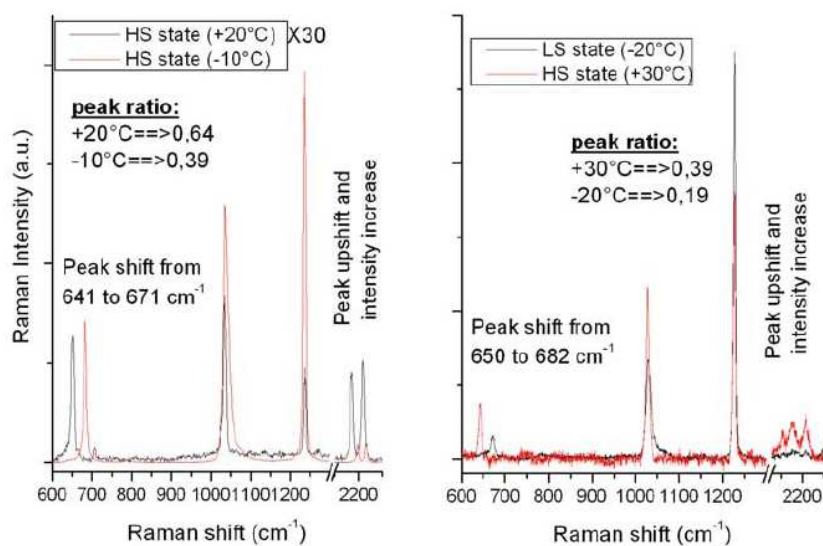 HS state (+20°C) X30
HS state (-10°C)
peak ratio:
+20°C==>0,64
-10°C==>0,39
Peak shift from
641 to 671 cm-1
Peak upshift and
intensity increase
Raman Intensity (a.u.)
600 700 800 900 1000 1100 1200 2200
Raman shift (cm-1)
LS state (-20°C)
HS state (+30°C)
peak ratio:
+30°C==>0,39
-20°C==>0,19
Peak shift from
650 to 682 cm-1
Peak upshift and
intensity increase
600 700 800 900 1000 1100 1200 2200
Raman shift (cm-1)